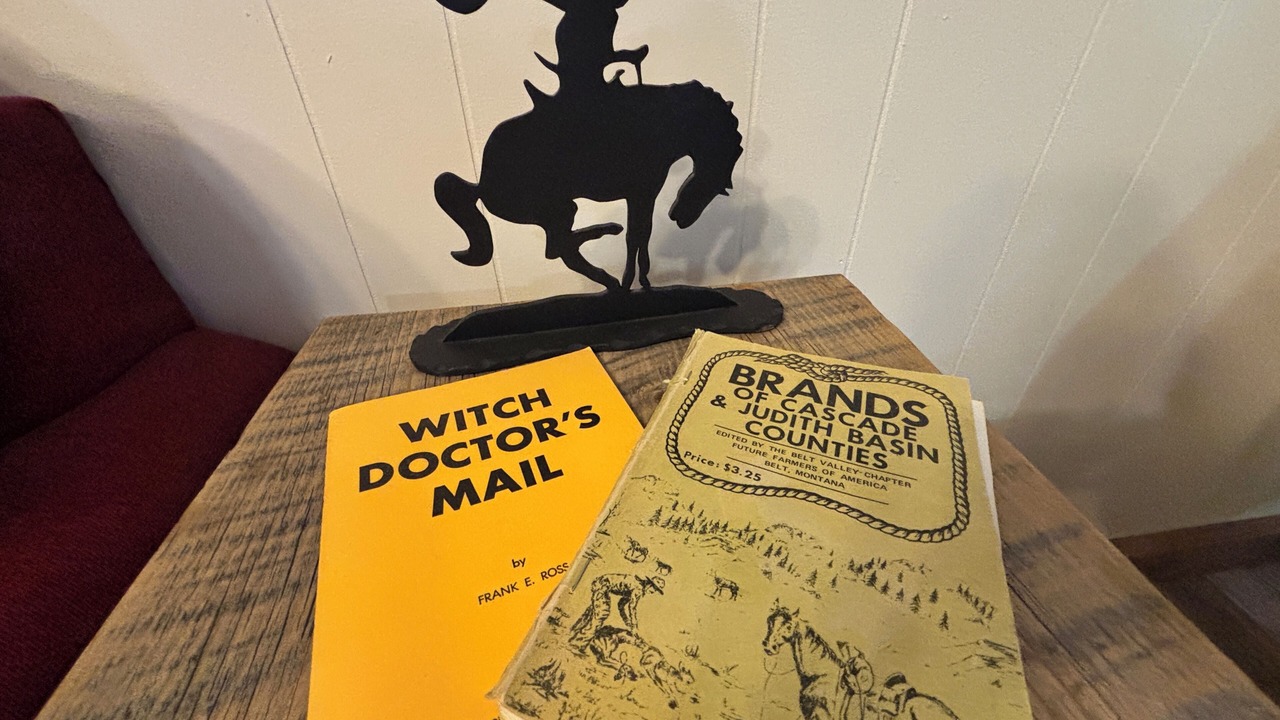 WITCH
DOCTOR'S
MAIL
by
FRANK E. ROSS
BRANDS
OF CASCADE
& JUDITH BASIN
COUNTIES
EDITED BY THE BELT VALLEY CHAPTER
FUTURE FARMERS OF AMERICA
BELT, MONTANA
Price: $3.25